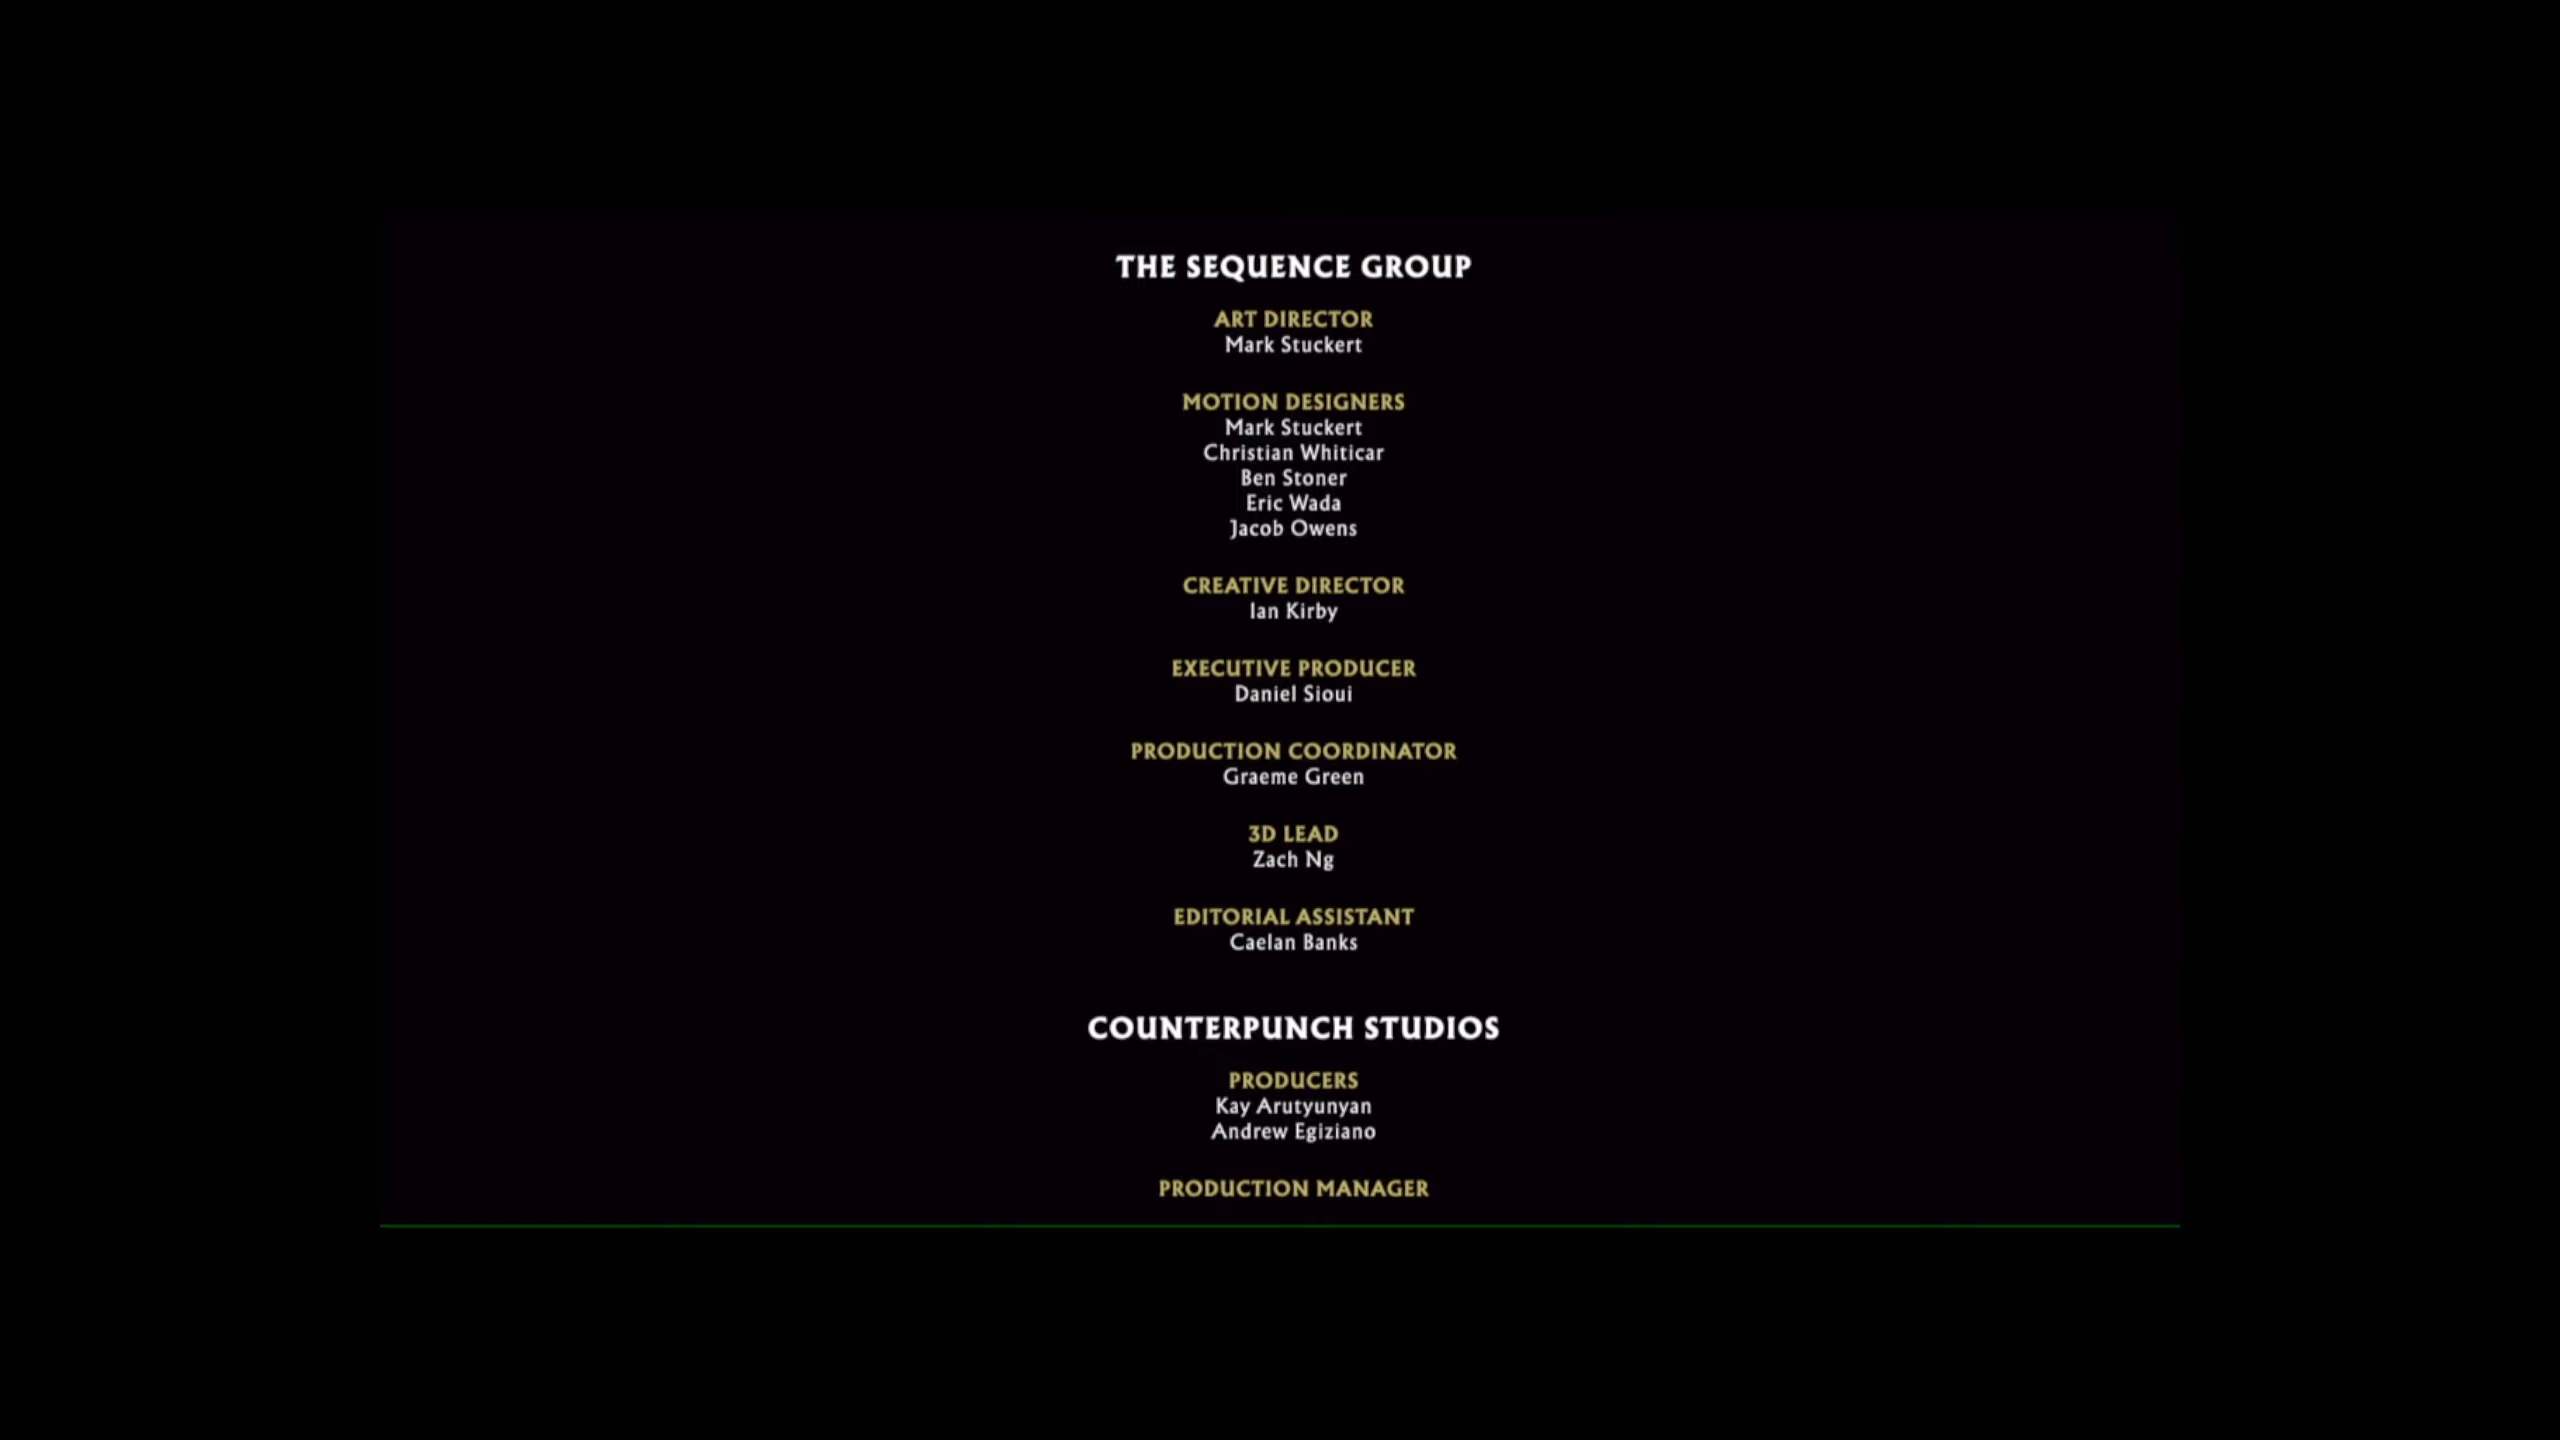 THE SEQUENCE GROUP
ART DIRECTOR
Mark Stuckert
MOTION DESIGNERS
Mark Stuckert
Christian Whiticar
Ben Stoner
Eric Wada
Jacob Owens
CREATIVE DIRECTOR
Ian Kirby
EXECUTIVE PRODUCER
Daniel Sioui
PRODUCTION COORDINATOR
Graeme Green
3D LEAD
Zach Ng
EDITORIAL ASSISTANT
Caelan Banks
COUNTERPUNCH STUDIOS
PRODUCERS
Kay Arutyunyan
Andrew Egiziano
PRODUCTION MANAGER